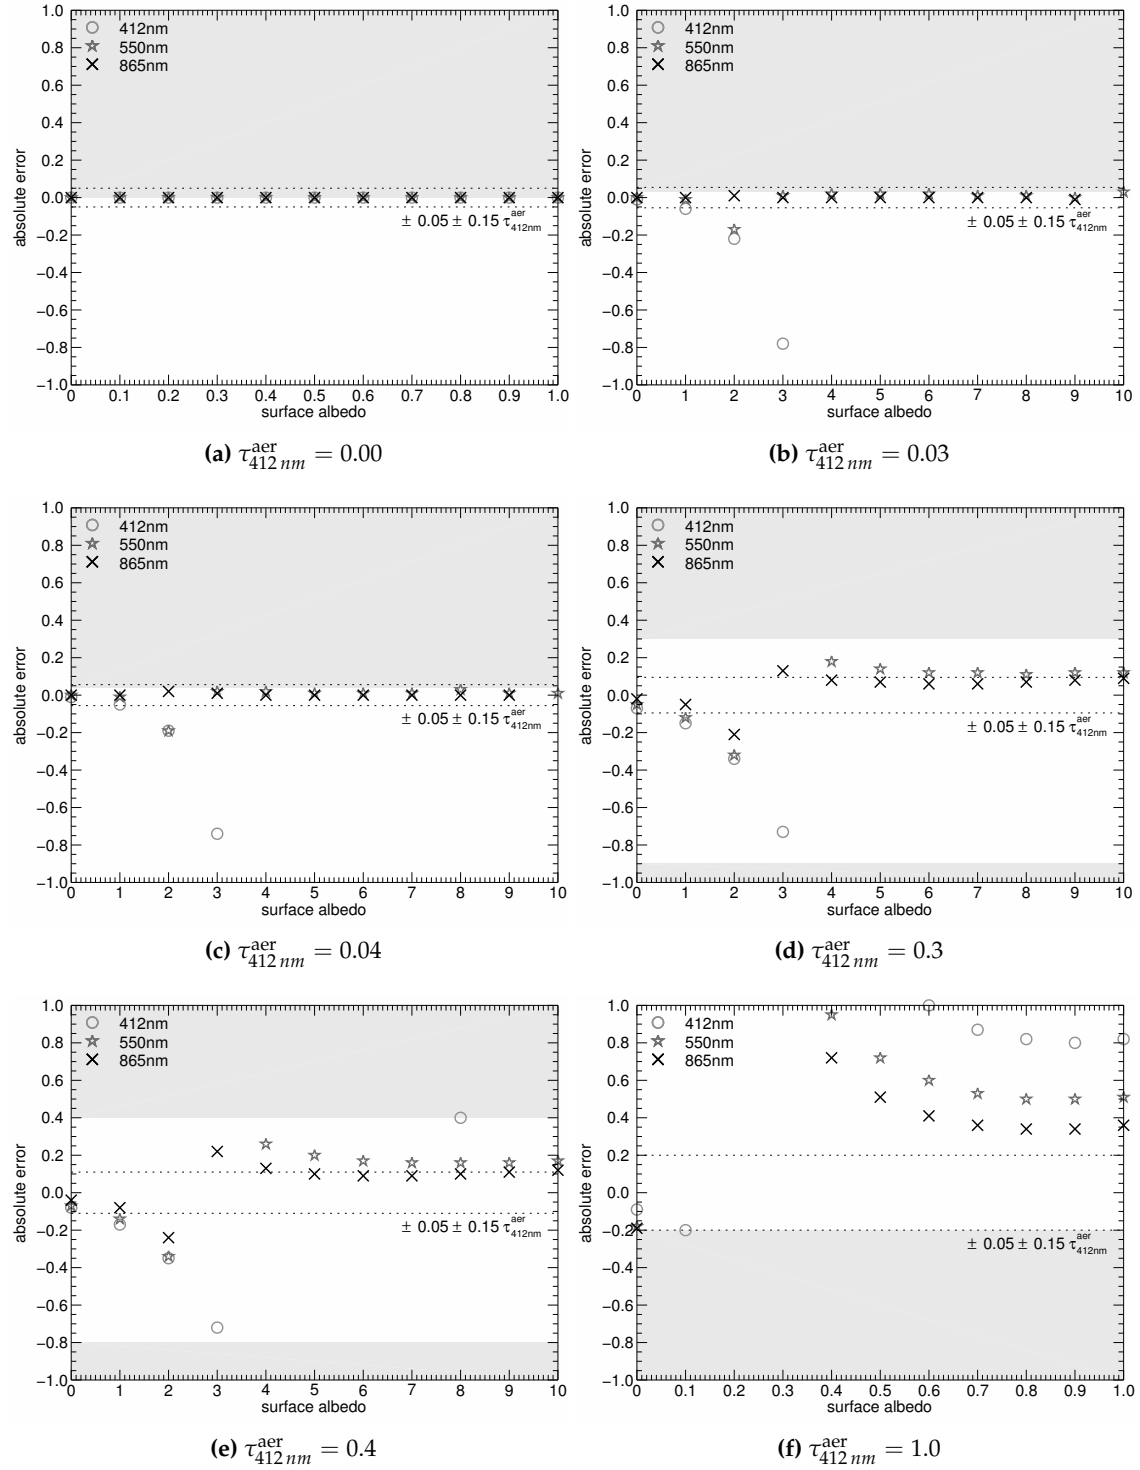 1.0
0.8
0.6
0.4
0.2
0.0
−0.2
−0.4
−0.6
−0.8
−1.0
absolute error
412nm
550nm
865nm
± 0.05 ± 0.15 τ^aer_412nm
0 0.1 0.2 0.3 0.4 0.5 0.6 0.7 0.8 0.9 1.0
surface albedo
(a) τ^aer_412 nm = 0.00
1.0
0.8
0.6
0.4
0.2
0.0
−0.2
−0.4
−0.6
−0.8
−1.0
absolute error
412nm
550nm
865nm
± 0.05 ± 0.15 τ^aer_412nm
0 1 2 3 4 5 6 7 8 9 10
surface albedo
(b) τ^aer_412 nm = 0.03
1.0
0.8
0.6
0.4
0.2
0.0
−0.2
−0.4
−0.6
−0.8
−1.0
absolute error
412nm
550nm
865nm
± 0.05 ± 0.15 τ^aer_412nm
0 1 2 3 4 5 6 7 8 9 10
surface albedo
(c) τ^aer_412 nm = 0.04
1.0
0.8
0.6
0.4
0.2
0.0
−0.2
−0.4
−0.6
−0.8
−1.0
absolute error
412nm
550nm
865nm
± 0.05 ± 0.15 τ^aer_412nm
0 1 2 3 4 5 6 7 8 9 10
surface albedo
(d) τ^aer_412 nm = 0.3
1.0
0.8
0.6
0.4
0.2
0.0
−0.2
−0.4
−0.6
−0.8
−1.0
absolute error
412nm
550nm
865nm
± 0.05 ± 0.15 τ^aer_412nm
0 1 2 3 4 5 6 7 8 9 10
surface albedo
(e) τ^aer_412 nm = 0.4
1.0
0.8
0.6
0.4
0.2
0.0
−0.2
−0.4
−0.6
−0.8
−1.0
absolute error
412nm
550nm
865nm
± 0.05 ± 0.15 τ^aer_412nm
0 0.1 0.2 0.3 0.4 0.5 0.6 0.7 0.8 0.9 1.0
surface albedo
(f) τ^aer_412 nm = 1.0